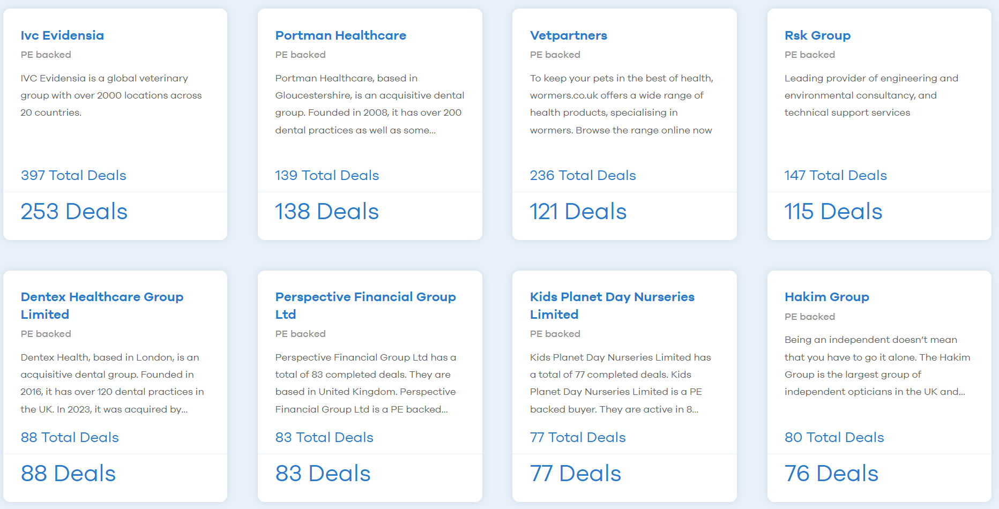 Ivc Evidensia
PE backed
IVC Evidensia is a global veterinary
group with over 2000 locations across
20 countries.
397 Total Deals
253 Deals
Portman Healthcare
PE backed
Portman Healthcare, based in
Gloucestershire, is an acquisitive dental
group. Founded in 2008, it has over 200
dental practices as well as some...
139 Total Deals
138 Deals
Vetpartners
PE backed
To keep your pets in the best of health,
wormers.co.uk offers a wide range of
health products, specialising in
wormers. Browse the range online now
236 Total Deals
121 Deals
Rsk Group
PE backed
Leading provider of engineering and
environmental consultancy, and
technical support services
147 Total Deals
115 Deals
Dentex Healthcare Group
Limited
PE backed
Dentex Health, based in London, is an
acquisitive dental group. Founded in
2016, it has over 120 dental practices in
the UK. In 2023, it was acquired by...
88 Total Deals
88 Deals
Perspective Financial Group
Ltd
PE backed
Perspective Financial Group Ltd has a
total of 83 completed deals. They are
based in United Kingdom. Perspective
Financial Group Ltd is a PE backed...
83 Total Deals
83 Deals
Kids Planet Day Nurseries
Limited
PE backed
Kids Planet Day Nurseries Limited has
a total of 77 completed deals. Kids
Planet Day Nurseries Limited is a PE
backed buyer. They are active in 8...
77 Total Deals
77 Deals
Hakim Group
PE backed
Being an independent doesn’t mean
that you have to go it alone. The Hakim
Group is the largest group of
independent opticians in the UK and...
80 Total Deals
76 Deals